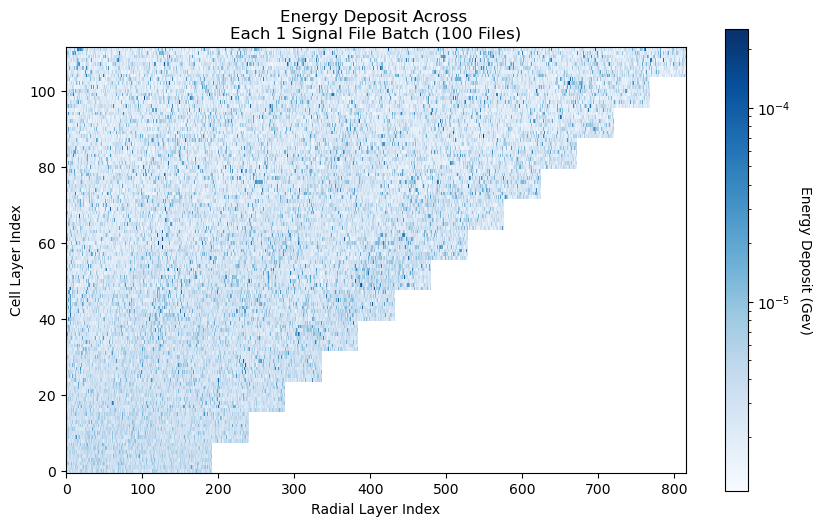 Energy Deposit Across
Each 1 Signal File Batch (100 Files)
100
80
60
40
20
0
Cell Layer Index
0 100 200 300 400 500 600 700 800
Radial Layer Index
10⁻⁴
10⁻⁵
Energy Deposit (Gev)